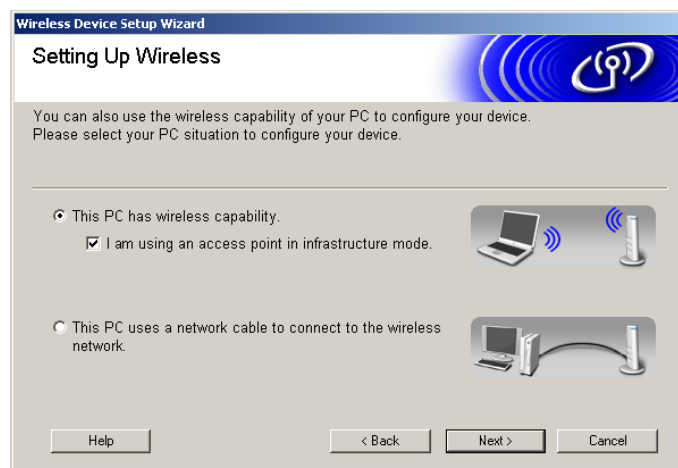 Wireless Device Setup Wizard
Setting Up Wireless
You can also use the wireless capability of your PC to configure your device.
Please select your PC situation to configure your device.
This PC has wireless capability.
I am using an access point in infrastructure mode.
This PC uses a network cable to connect to the wireless
network.
Help
< Back
Next >
Cancel